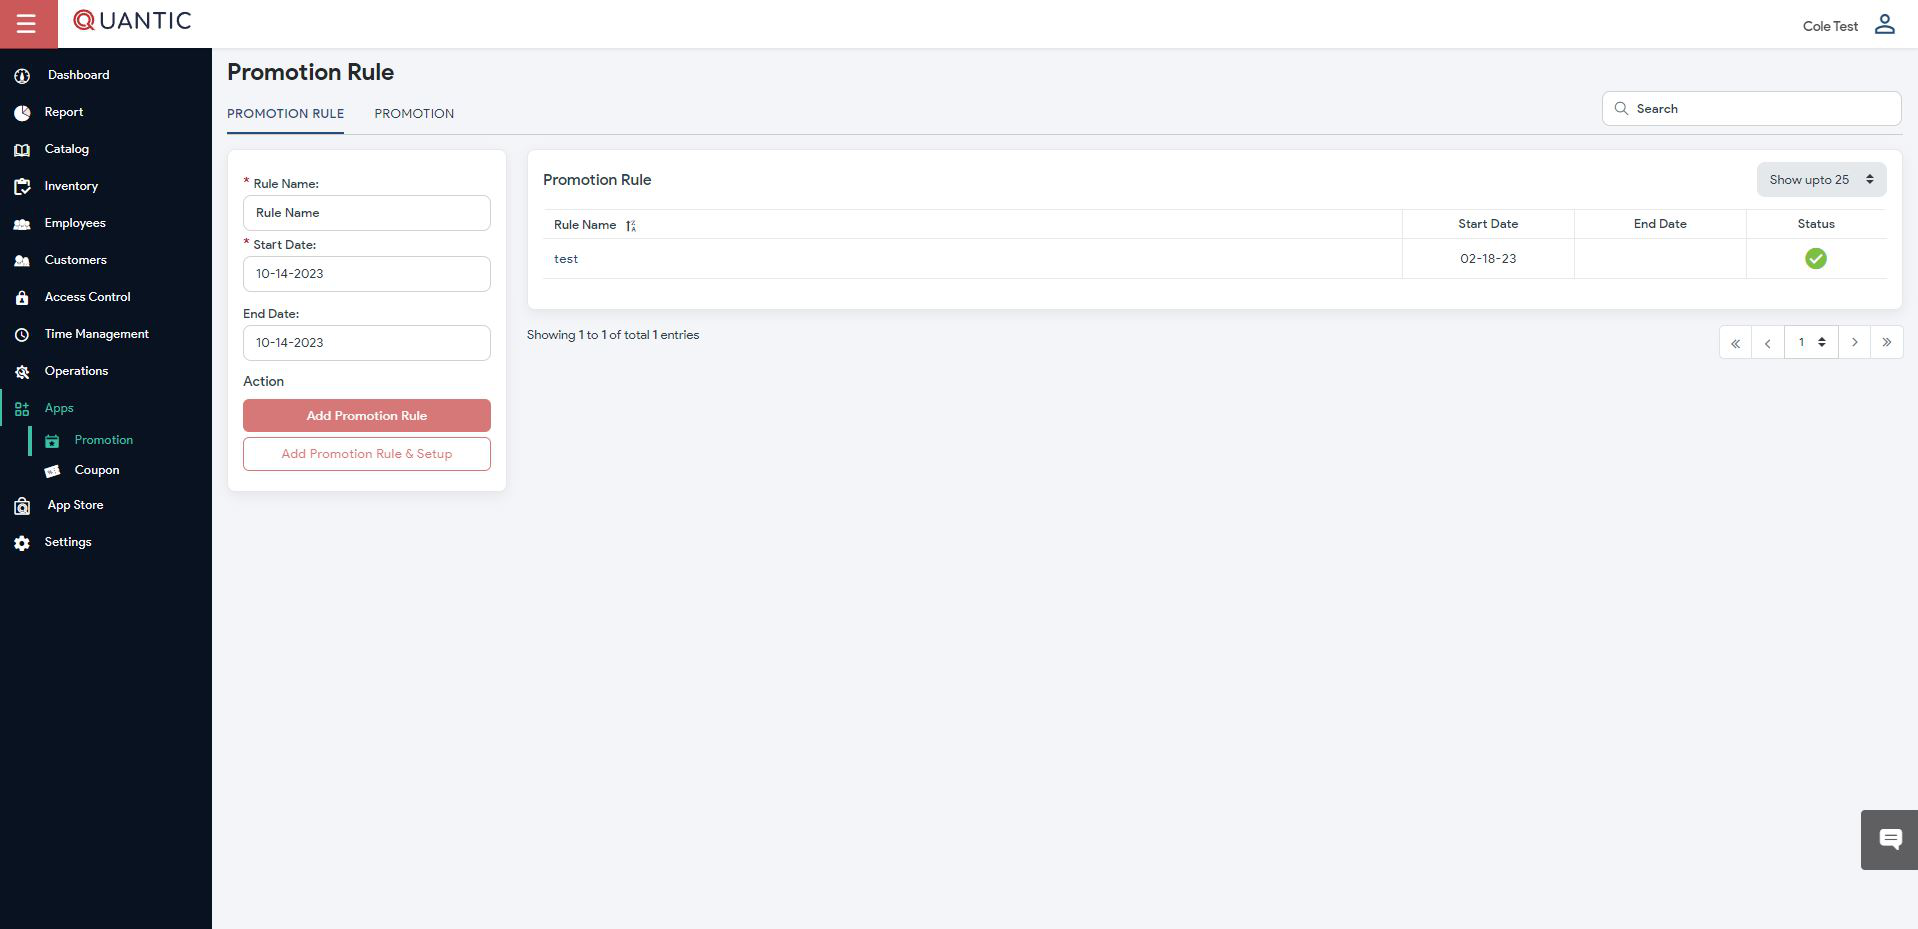 QUANTIC
Cole Test
Dashboard
Report
Catalog
Inventory
Employees
Customers
Access Control
Time Management
Operations
Apps
Promotion
Coupon
App Store
Settings
Promotion Rule
PROMOTION RULE PROMOTION
Search
* Rule Name:
Rule Name
* Start Date:
10-14-2023
End Date:
10-14-2023
Action
Add Promotion Rule
Add Promotion Rule & Setup
Promotion Rule
Show upto 25
Rule Name Start Date End Date Status
test 02-18-23
Showing 1 to 1 of total 1 entries
« ‹ 1 › »